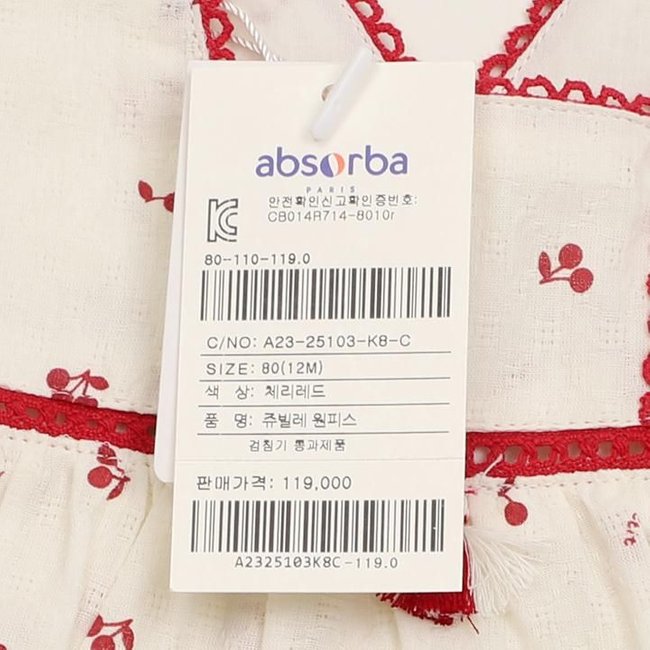 absorba
PARIS
안전확인신고확인증번호:
CB014R714-8010r
80-110-119.0
C/NO: A23-25103-K8-C
SIZE: 80(12M)
색 상: 체리레드
품 명: 쥬빌레 원피스
검침기 통과제품
판매가격: 119,000
A2325103K8C-119.0